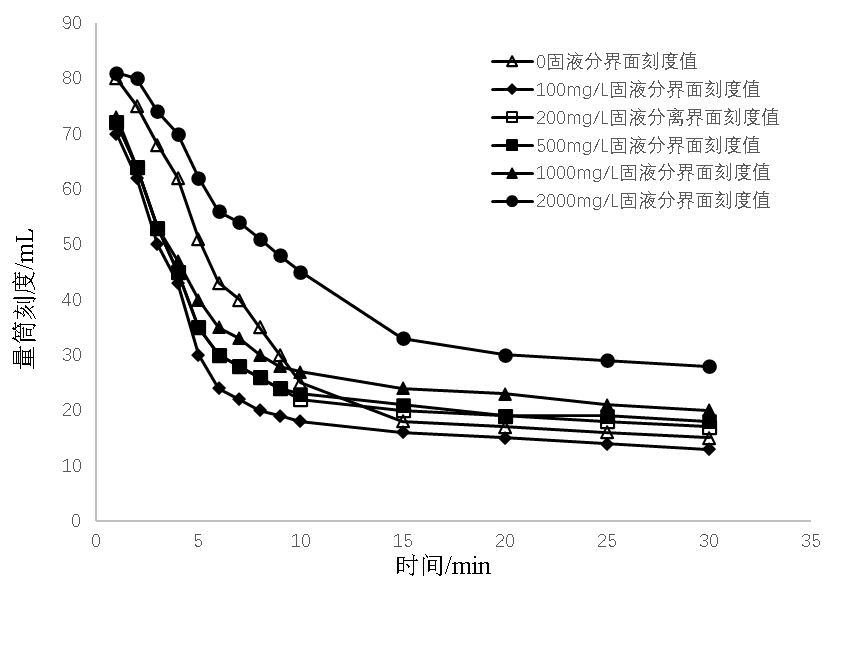 90
80
70
60
50
40
30
20
10
0
0 5 10 15 20 25 30 35
量筒刻度/mL
时间/min
0固液分界面刻度值
100mg/L固液分界面刻度值
200mg/L固液分离界面刻度值
500mg/L固液分界面刻度值
1000mg/L固液分界面刻度值
2000mg/L固液分界面刻度值